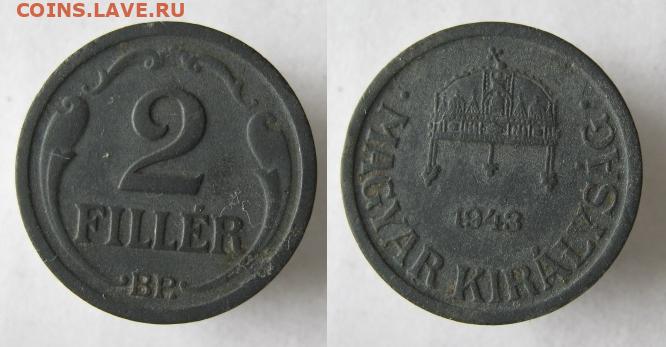 COINS.LAVE.RU
2
FILLÉR
·BP.·
1943
· MAGYAR KIRÁLYSÁG ·